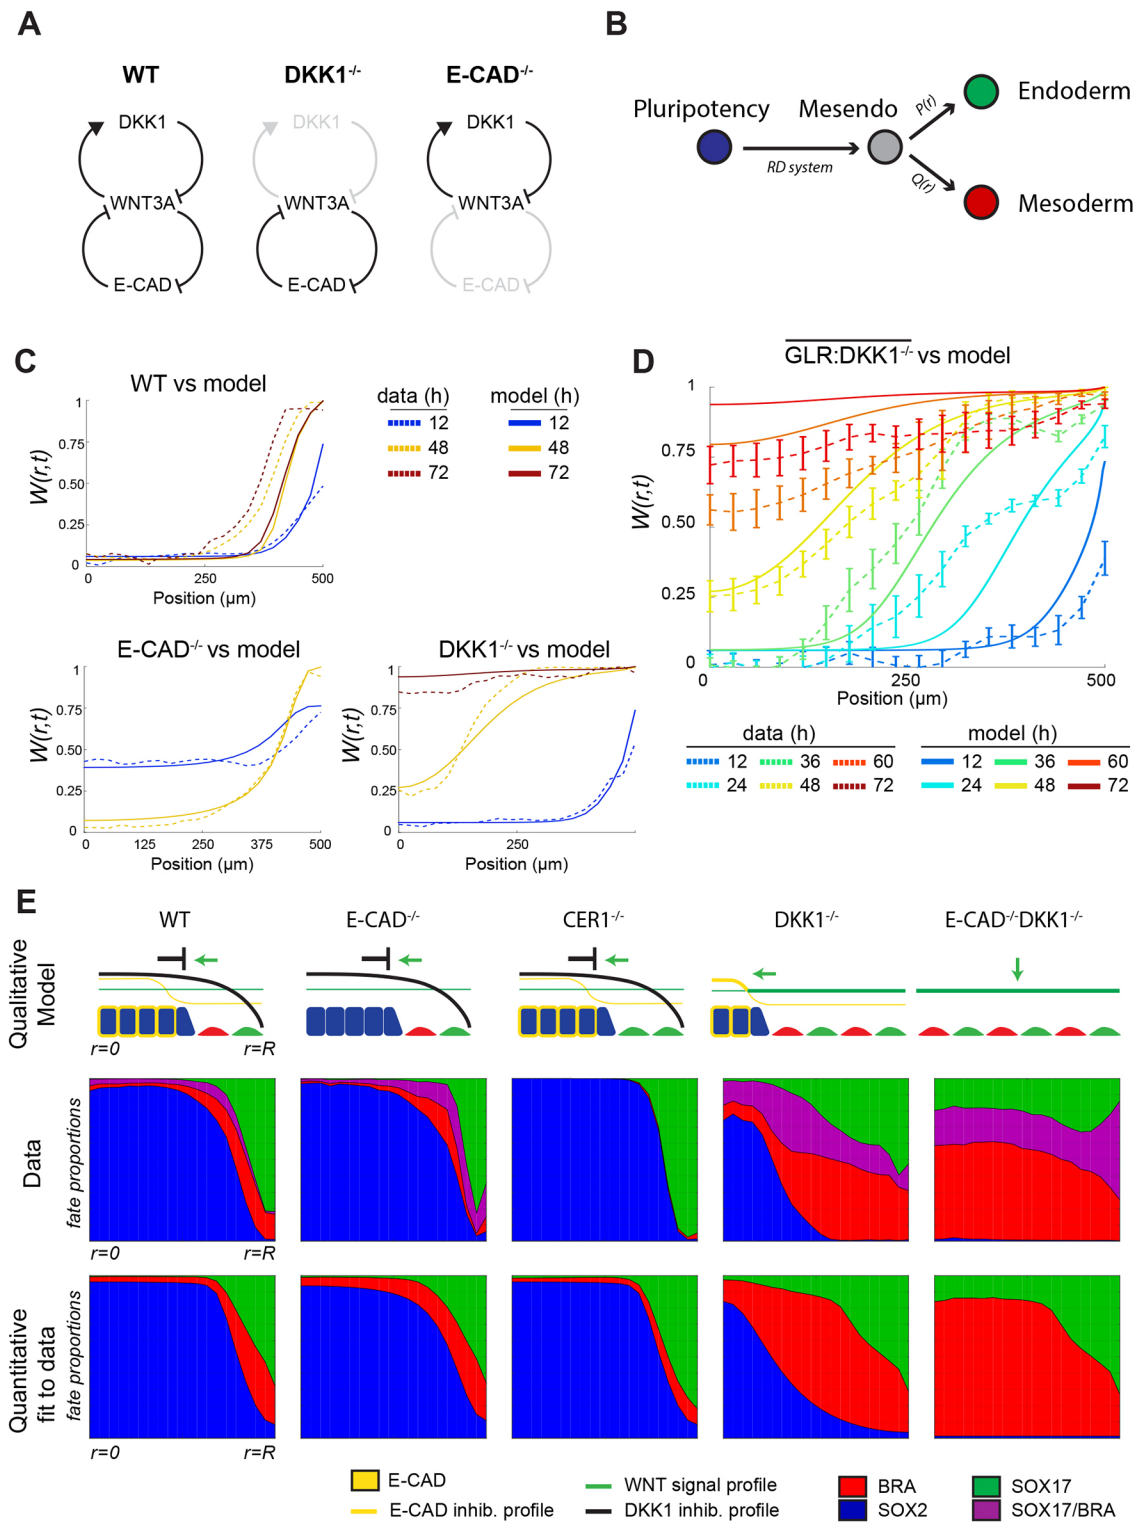 A
WT
DKK1-/-
E-CAD-/-
DKK1
DKK1
DKK1
WNT3A
WNT3A
WNT3A
E-CAD
E-CAD
E-CAD
B
Pluripotency
Mesendo
Endoderm
Mesoderm
RD system
P(r)
Q(r)
C
WT vs model
W(r,t)
1
0.75
0.50
0.25
0
0
250
500
Position (µm)
data (h)
model (h)
12
12
48
48
72
72
E-CAD-/- vs model
W(r,t)
1
0.75
0.50
0.25
0
0
125
250
375
500
Position (µm)
DKK1-/- vs model
W(r,t)
1
0.75
0.50
0.25
0
0
250
Position (µm)
D
GLR:DKK1-/- vs model
W(r,t)
1
0.75
0.50
0.25
0
0
250
500
Position (µm)
data (h)
model (h)
12
36
60
12
36
60
24
48
72
24
48
72
E
WT
E-CAD-/-
CER1-/-
DKK1-/-
E-CAD-/-DKK1-/-
Qualitative
Model
r=0
r=R
Data
fate proportions
r=0
r=R
Quantitative
fit to data
fate proportions
r=0
r=R
E-CAD
E-CAD inhib. profile
WNT signal profile
DKK1 inhib. profile
BRA
SOX2
SOX17
SOX17/BRA